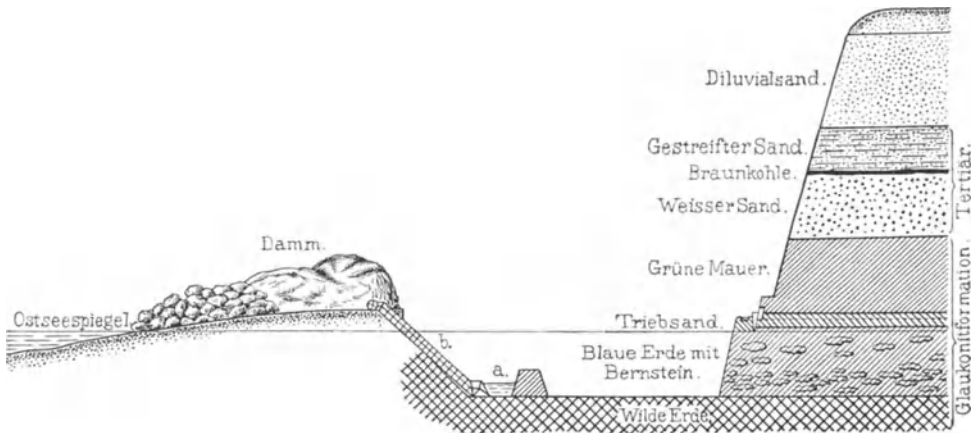 Diluvialsand.
Gestreifter Sand.
Braunkohle.
Weisser Sand.
Tertiär.
Damm.
Grüne Mauer.
Ostseespiegel
Triebsand.
b.
Blaue Erde mit
Bernstein.
a.
Wilde Erde
Glaukonitformation.